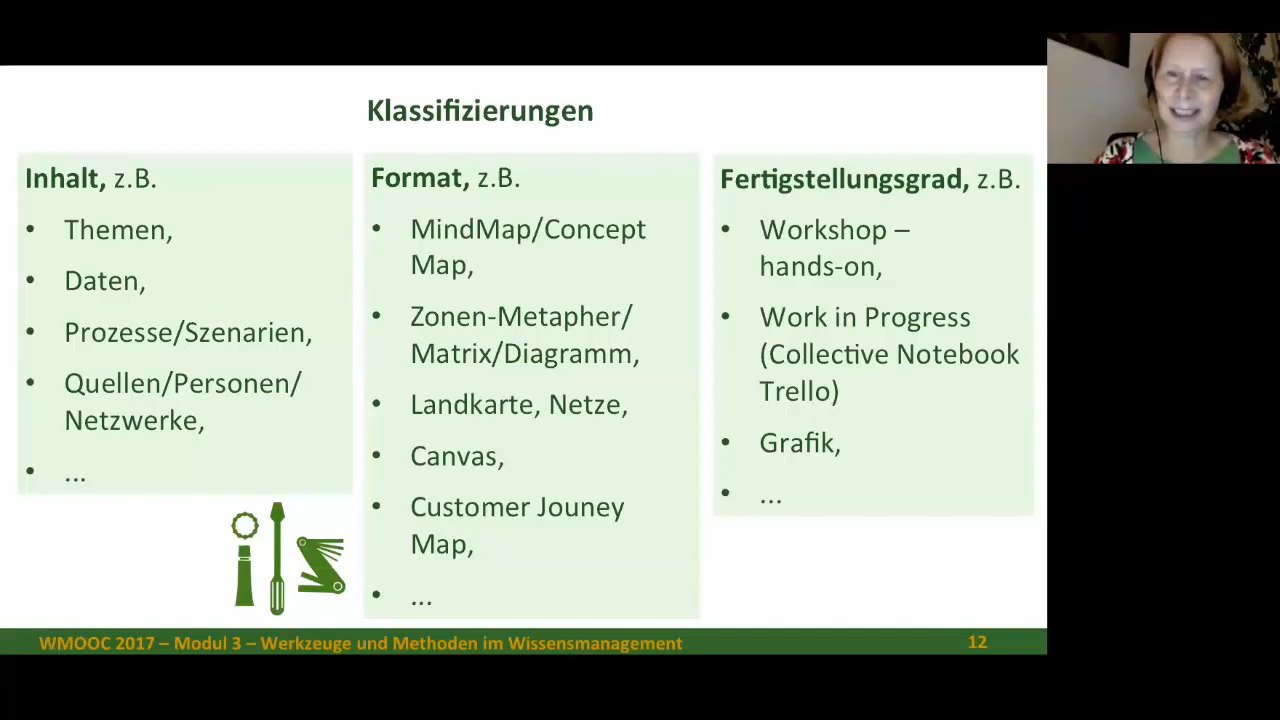 Klassifizierungen
Inhalt, z.B.
• Themen,
• Daten,
• Prozesse/Szenarien,
• Quellen/Personen/
Netzwerke,
• ...
Format, z.B.
• MindMap/Concept
Map,
• Zonen-Metapher/
Matrix/Diagramm,
• Landkarte, Netze,
• Canvas,
• Customer Jouney
Map,
• ...
Fertigstellungsgrad, z.B.
• Workshop –
hands-on,
• Work in Progress
(Collective Notebook
Trello)
• Grafik,
• ...
WMOOC 2017 – Modul 3 – Werkzeuge und Methoden im Wissensmanagement
12